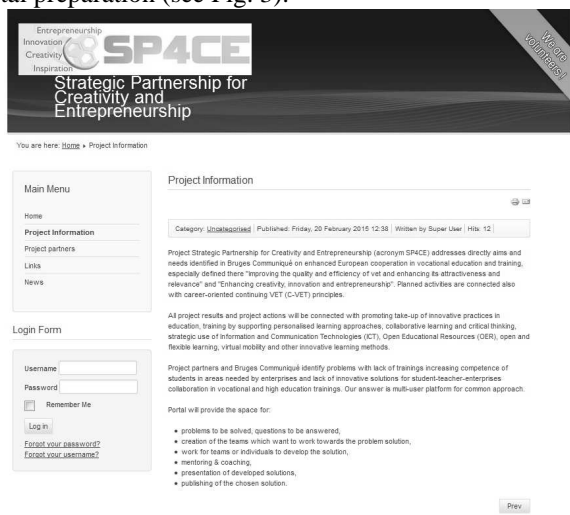 tal preparation (see Fig. 3).
Entrepreneurship
Innovation
Creativity
Inspiration
SP4CE
Strategic Partnership for
Creativity and
Entrepreneurship
We are
volunteers!
You are here: Home ▸ Project Information
Main Menu
Home
Project Information
Project partners
Links
News
Login Form
Username
Password
Remember Me
Log in
Forgot your password?
Forgot your username?
Project Information
Category: Uncategorised | Published: Friday, 20 February 2015 12:38 | Written by Super User | Hits: 12
Project Strategic Partnership for Creativity and Entrepreneurship (acronym SP4CE) addresses directly aims and
needs identified in Bruges Communiqué on enhanced European cooperation in vocational education and training,
especially defined there "improving the quality and efficiency of vet and enhancing its attractiveness and
relevance" and "Enhancing creativity, innovation and entrepreneurship". Planned activities are connected also
with career-oriented continuing VET (C-VET) principles.
All project results and project actions will be connected with promoting take-up of innovative practices in
education, training by supporting personalised learning approaches, collaborative learning and critical thinking,
strategic use of Information and Communication Technologies (ICT), Open Educational Resources (OER), open and
flexible learning, virtual mobility and other innovative learning methods.
Project partners and Bruges Communiquè identify problems with lack of trainings increasing competence of
students in areas needed by enterprises and lack of innovative solutions for student-teacher-enterprises
collaboration in vocational and high education trainings. Our answer is multi-user platform for common approach.
Portal will provide the space for:
• problems to be solved, questions to be answered,
• creation of the teams which want to work towards the problem solution,
• work for teams or individuals to develop the solution,
• mentoring & coaching,
• presentation of developed solutions,
• publishing of the chosen solution.
Prev